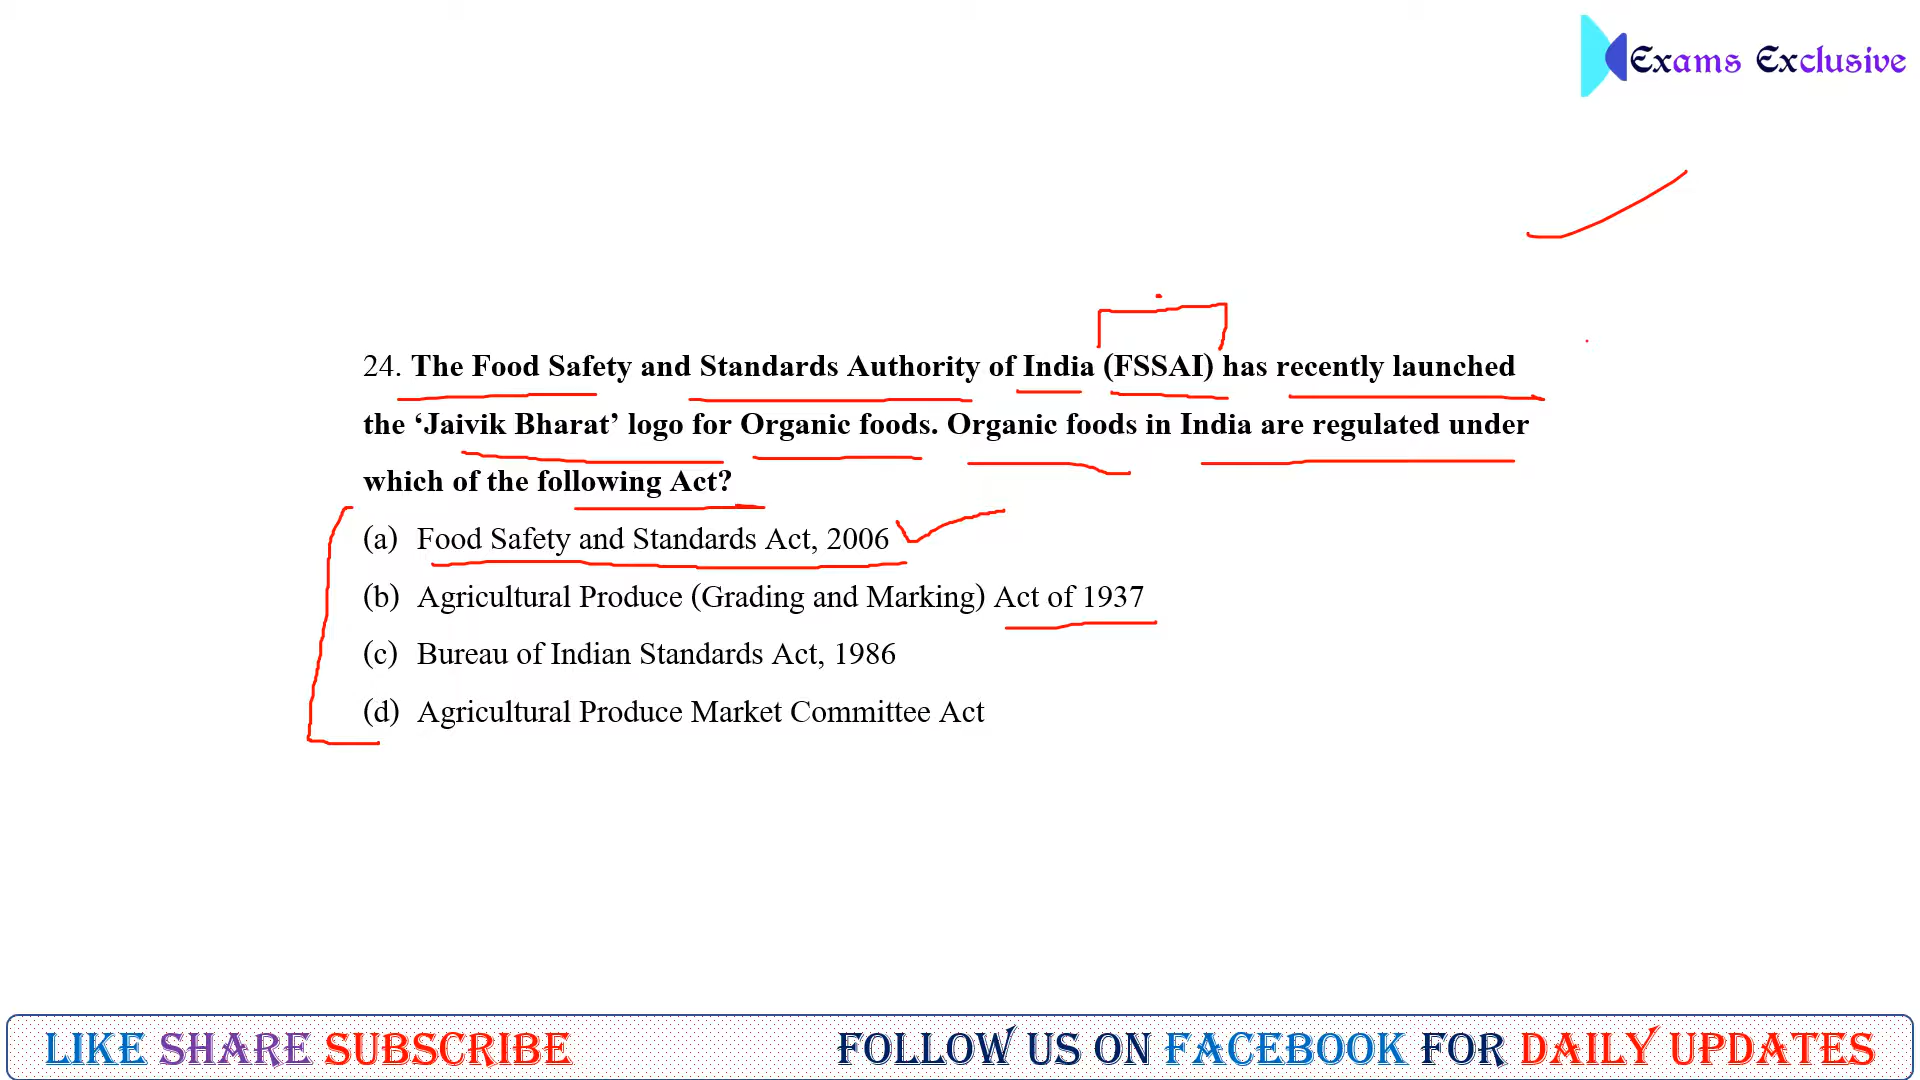 Exams Exclusive
24. The Food Safety and Standards Authority of India (FSSAI) has recently launched
the ‘Jaivik Bharat’ logo for Organic foods. Organic foods in India are regulated under
which of the following Act?
(a) Food Safety and Standards Act, 2006
(b) Agricultural Produce (Grading and Marking) Act of 1937
(c) Bureau of Indian Standards Act, 1986
(d) Agricultural Produce Market Committee Act
LIKE SHARE SUBSCRIBE FOLLOW US ON FACEBOOK FOR DAILY UPDATES